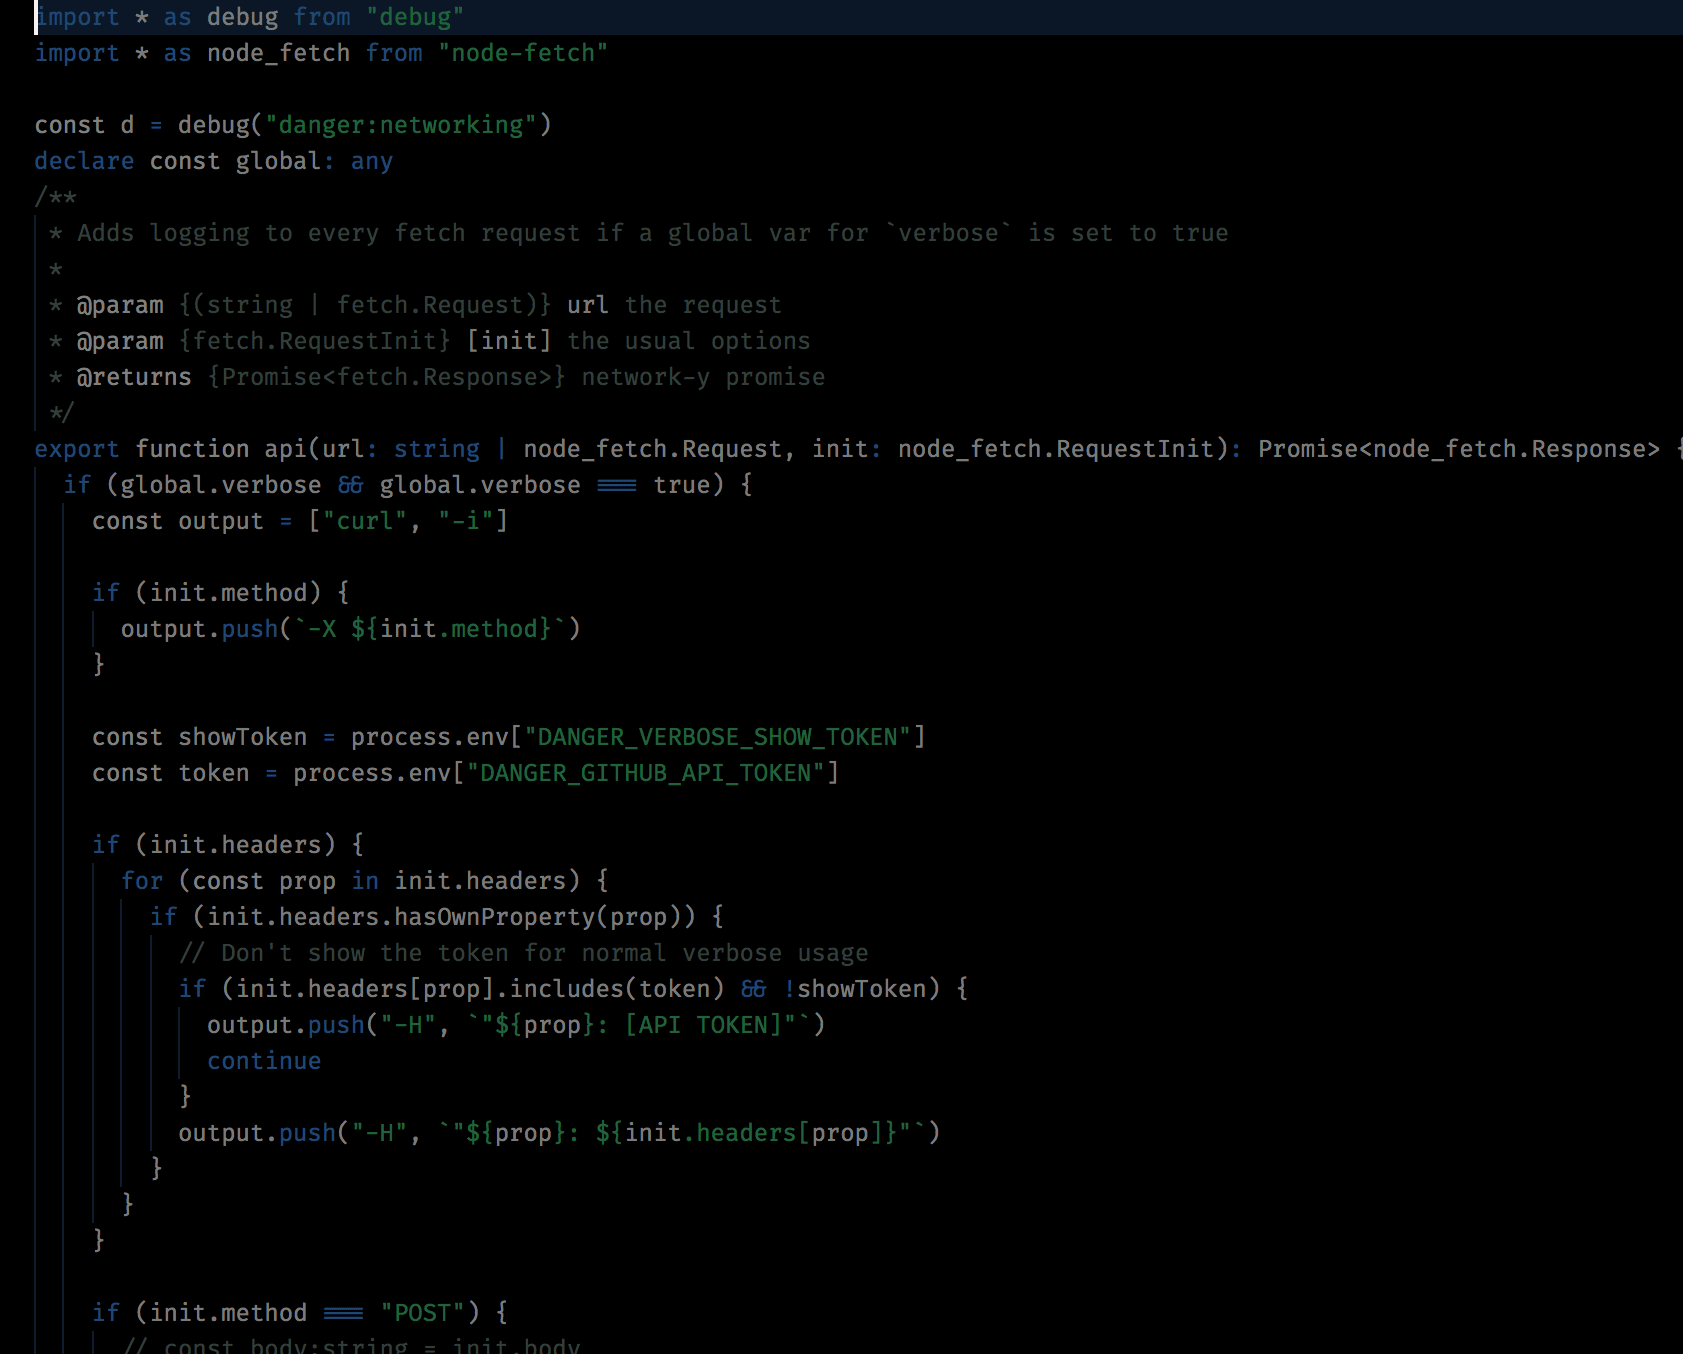 import * as debug from "debug"
import * as node_fetch from "node-fetch"
const d = debug("danger:networking")
declare const global: any
/**
* Adds logging to every fetch request if a global var for `verbose` is set to true
*
* @param {(string | fetch.Request)} url the request
* @param {fetch.RequestInit} [init] the usual options
* @returns {Promise<fetch.Response>} network-y promise
*/
export function api(url: string | node_fetch.Request, init: node_fetch.RequestInit): Promise<node_fetch.Response> {
if (global.verbose && global.verbose === true) {
const output = ["curl", "-i"]
if (init.method) {
output.push(`-X ${init.method}`)
}
const showToken = process.env["DANGER_VERBOSE_SHOW_TOKEN"]
const token = process.env["DANGER_GITHUB_API_TOKEN"]
if (init.headers) {
for (const prop in init.headers) {
if (init.headers.hasOwnProperty(prop)) {
// Don't show the token for normal verbose usage
if (init.headers[prop].includes(token) && !showToken) {
output.push("-H", `"${prop}: [API TOKEN]"`)
continue
}
output.push("-H", `"${prop}: ${init.headers[prop]}"`)
}
}
}
if (init.method === "POST") {
// const body:string = init.body